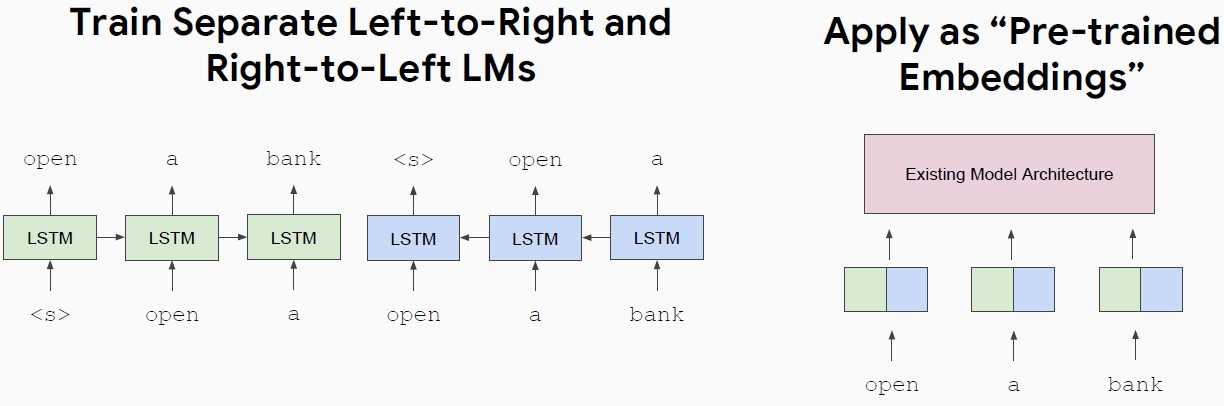 Train Separate Left-to-Right and
Right-to-Left LMs
open a bank <s> open a
LSTM LSTM LSTM LSTM LSTM LSTM
<s> open a open a bank
Apply as “Pre-trained
Embeddings”
Existing Model Architecture
open a bank